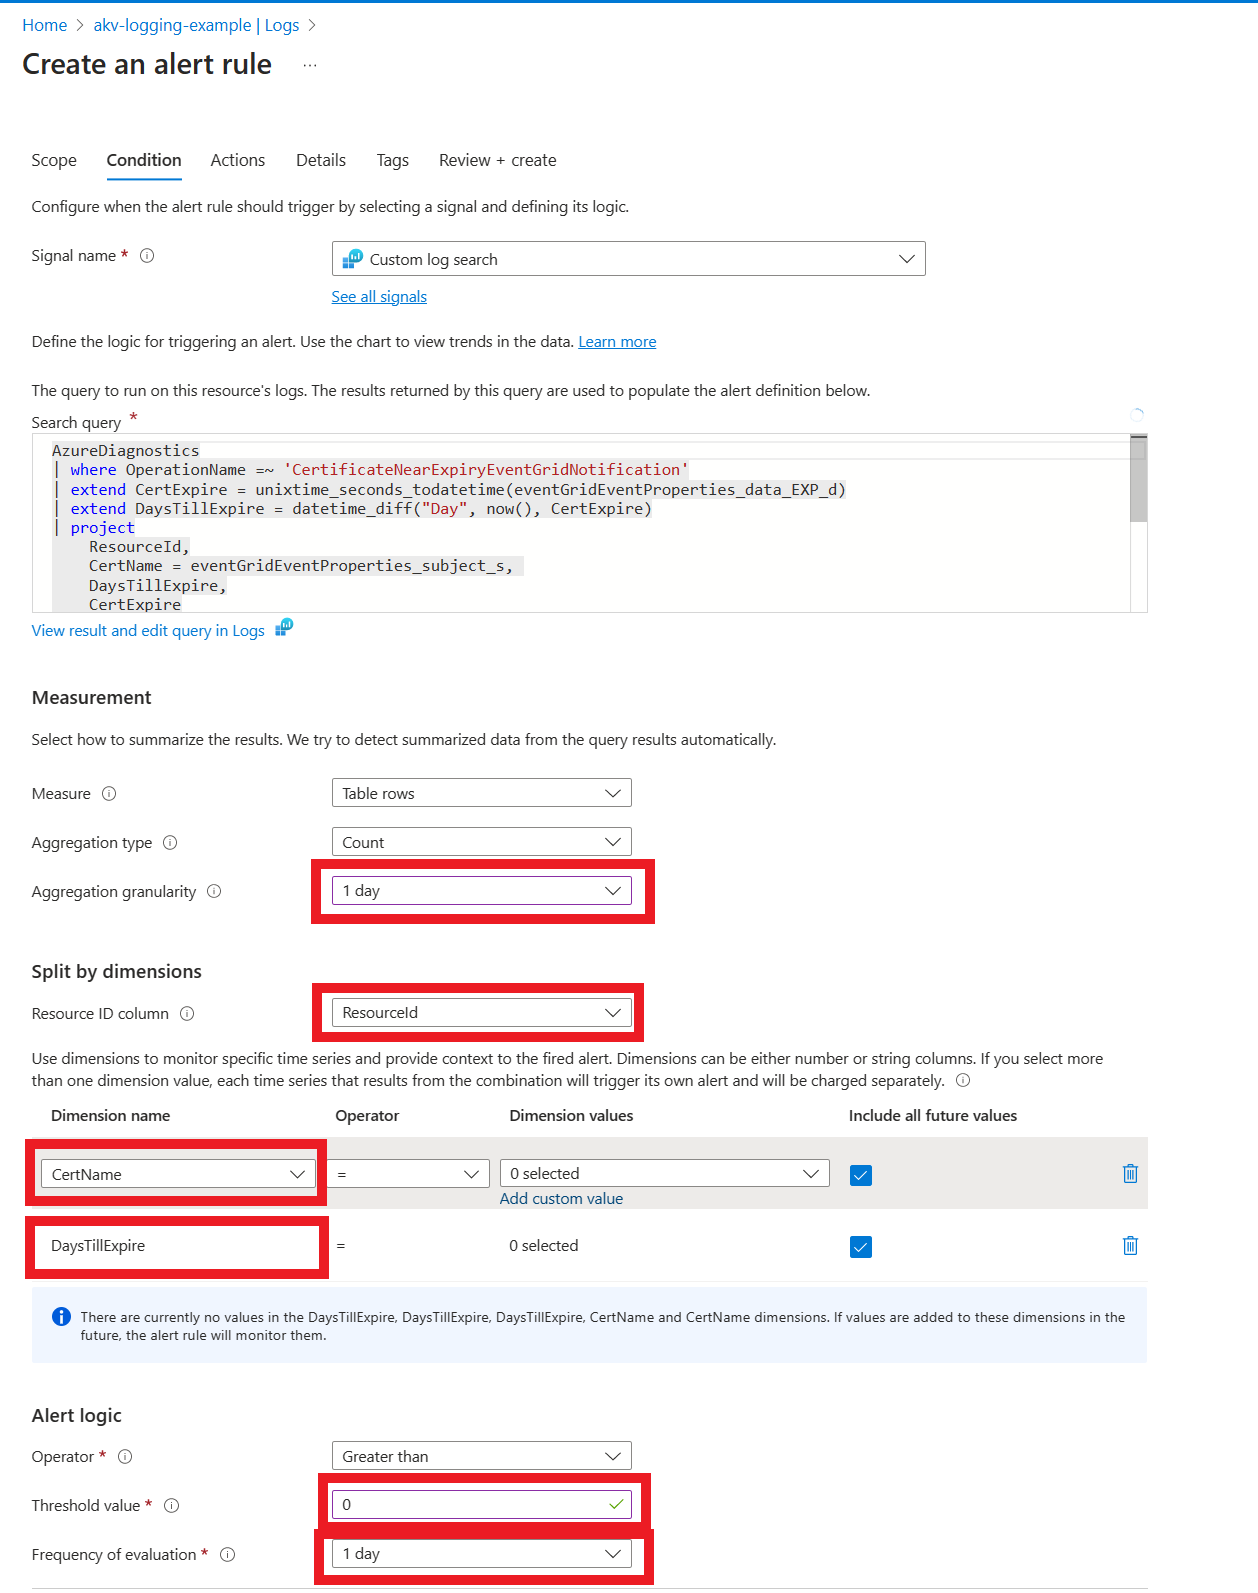 Home > akv-logging-example | Logs >
Create an alert rule ...
Scope Condition Actions Details Tags Review + create
Configure when the alert rule should trigger by selecting a signal and defining its logic.
Signal name * Custom log search
See all signals
Define the logic for triggering an alert. Use the chart to view trends in the data. Learn more
The query to run on this resource's logs. The results returned by this query are used to populate the alert definition below.
Search query *
AzureDiagnostics
| where OperationName =~ 'CertificateNearExpiryEventGridNotification'
| extend CertExpire = unixtime_seconds_todatetime(eventGridEventProperties_data_EXP_d)
| extend DaysTillExpire = datetime_diff("Day", now(), CertExpire)
| project
ResourceId,
CertName = eventGridEventProperties_subject_s,
DaysTillExpire,
CertExpire
View result and edit query in Logs
Measurement
Select how to summarize the results. We try to detect summarized data from the query results automatically.
Measure Table rows
Aggregation type Count
Aggregation granularity 1 day
Split by dimensions
Resource ID column ResourceId
Use dimensions to monitor specific time series and provide context to the fired alert. Dimensions can be either number or string columns. If you select more
than one dimension value, each time series that results from the combination will trigger its own alert and will be charged separately.
Dimension name Operator Dimension values Include all future values
CertName = 0 selected
Add custom value
DaysTillExpire = 0 selected
There are currently no values in the DaysTillExpire, DaysTillExpire, DaysTillExpire, CertName and CertName dimensions. If values are added to these dimensions in the
future, the alert rule will monitor them.
Alert logic
Operator * Greater than
Threshold value * 0
Frequency of evaluation * 1 day